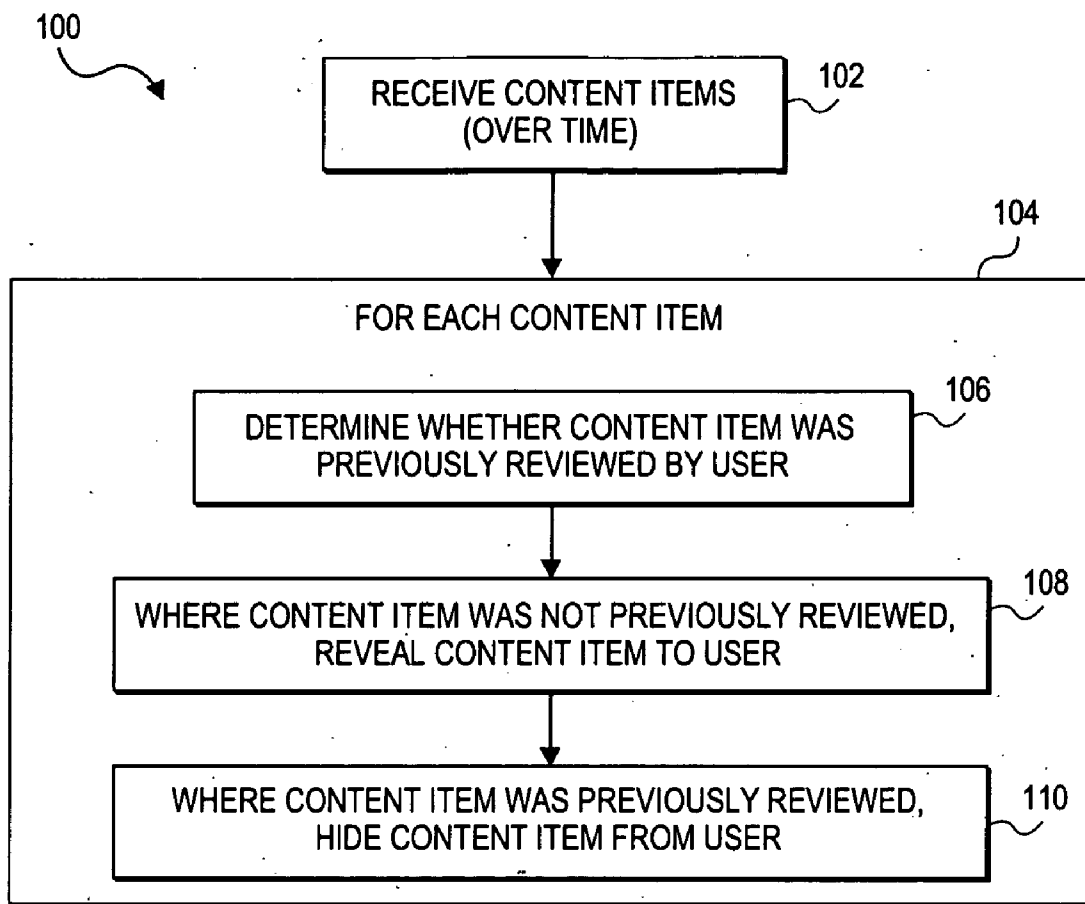 100
RECEIVE CONTENT ITEMS
(OVER TIME)
102
104
FOR EACH CONTENT ITEM
106
DETERMINE WHETHER CONTENT ITEM WAS
PREVIOUSLY REVIEWED BY USER
108
WHERE CONTENT ITEM WAS NOT PREVIOUSLY REVIEWED,
REVEAL CONTENT ITEM TO USER
110
WHERE CONTENT ITEM WAS PREVIOUSLY REVIEWED,
HIDE CONTENT ITEM FROM USER